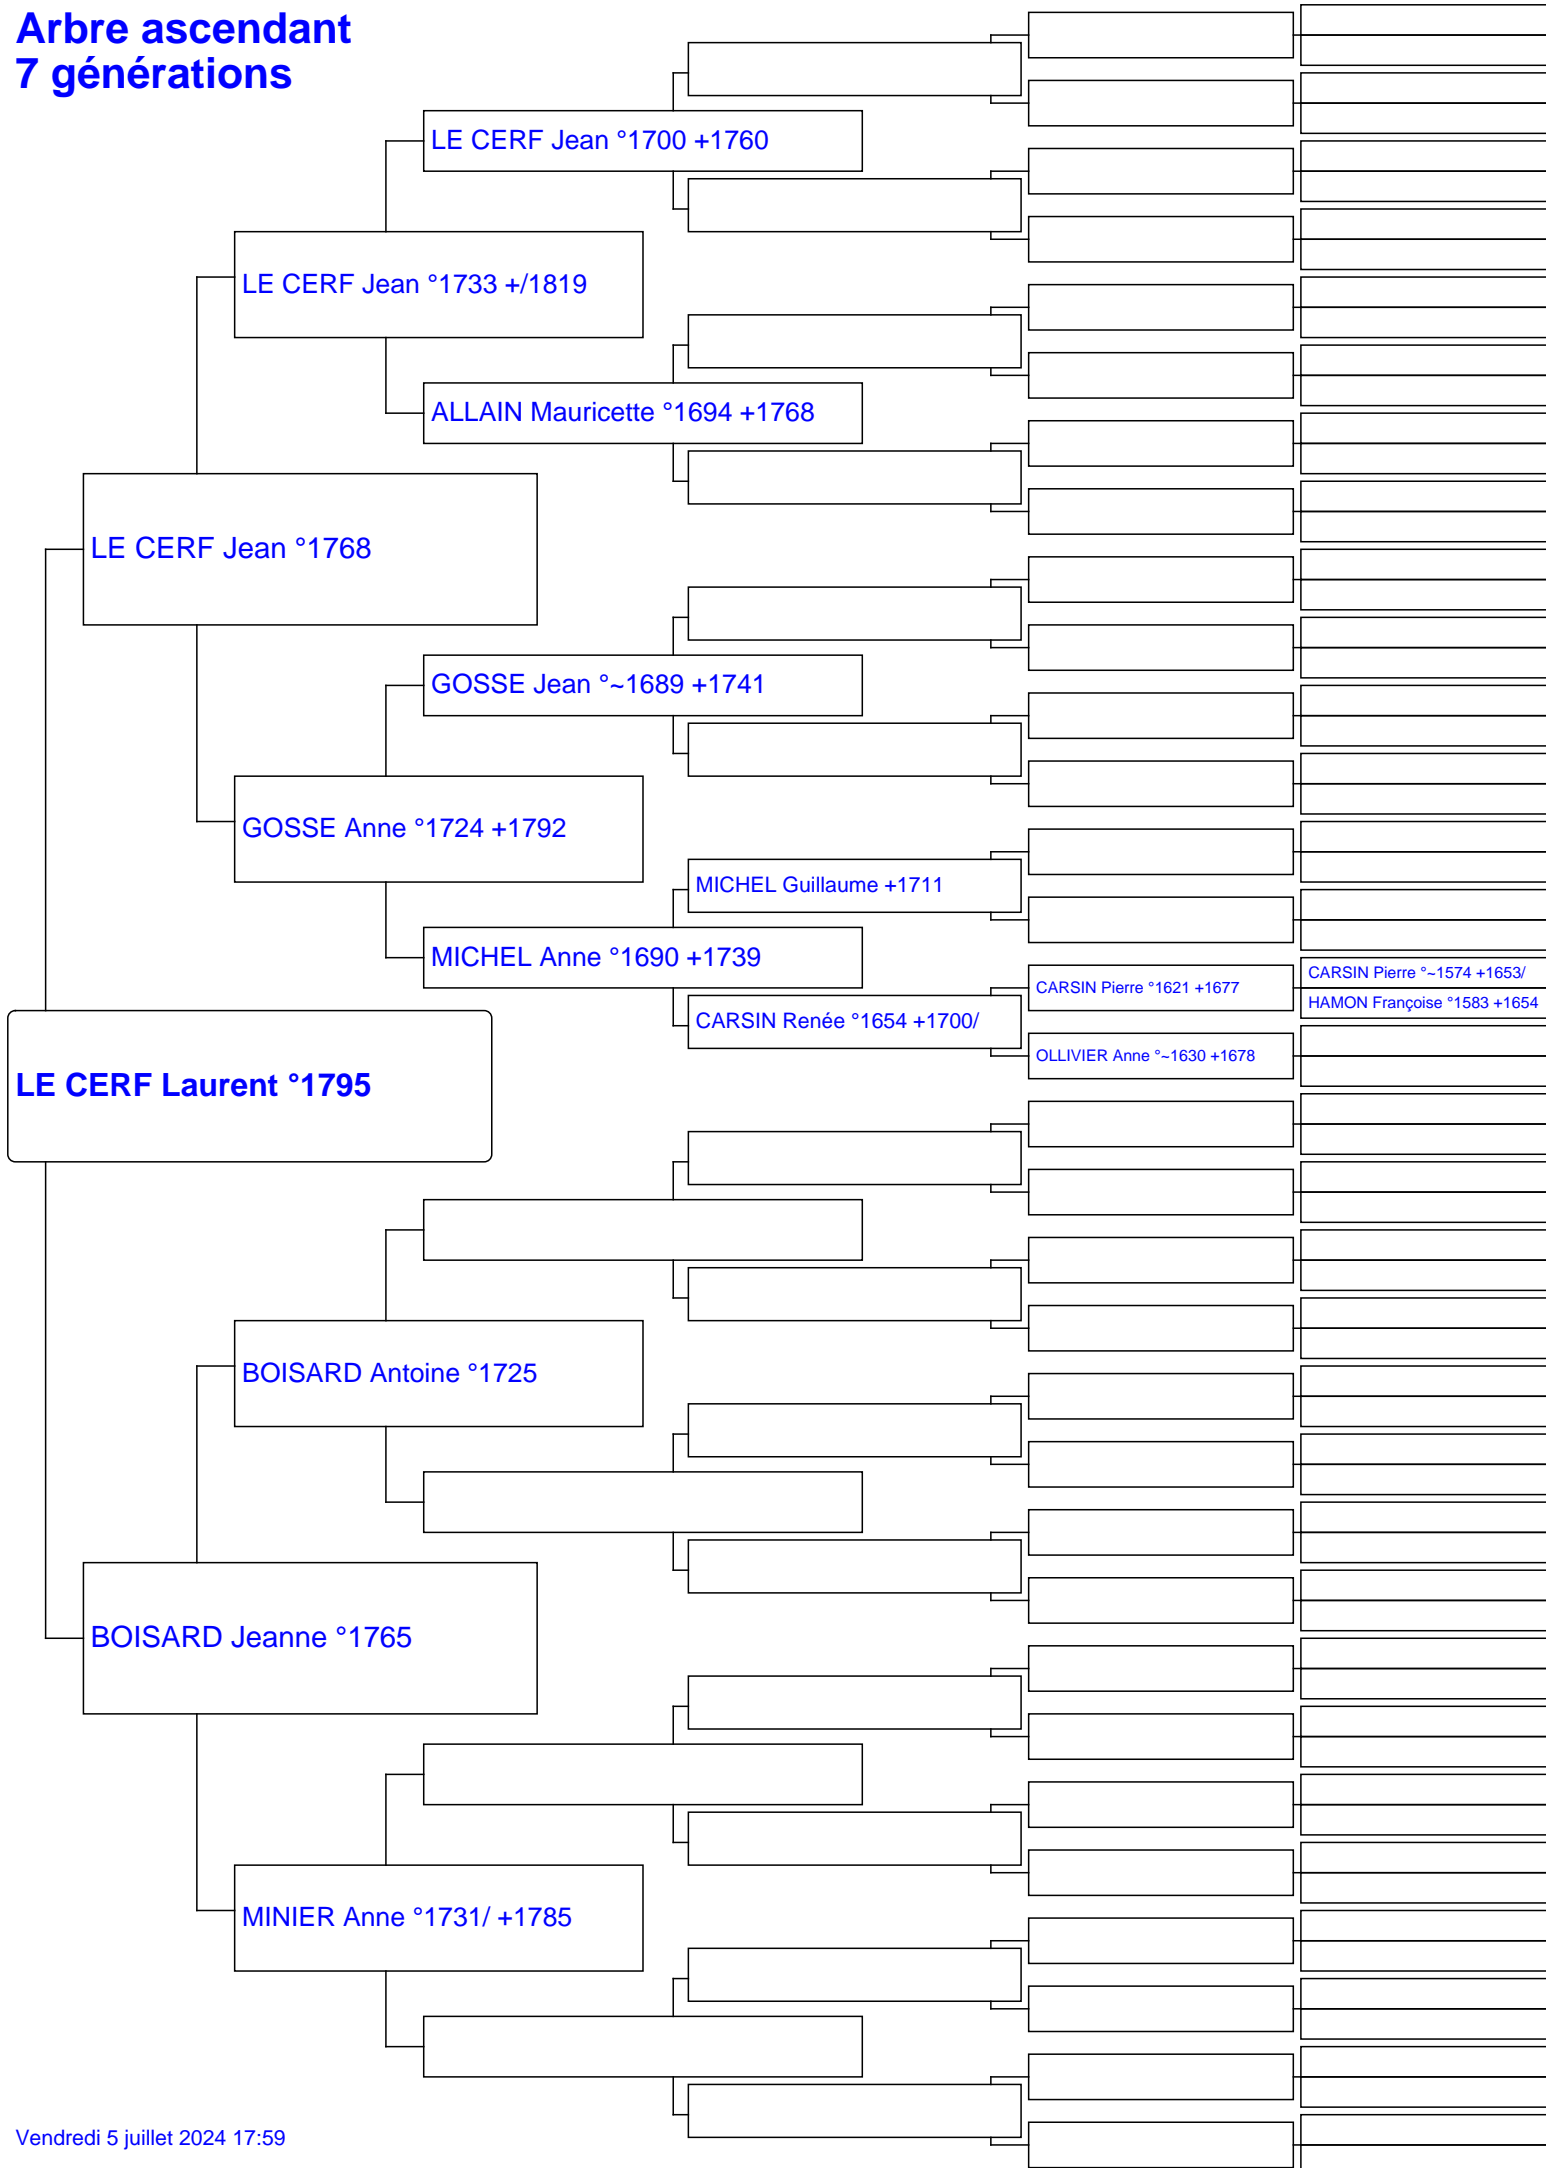 Arbre ascendant
7 générations
LE CERF Jean °1700 +1760
LE CERF Jean °1733 +/1819
ALLAIN Mauricette °1694 +1768
LE CERF Jean °1768
GOSSE Jean °~1689 +1741
GOSSE Anne °1724 +1792
MICHEL Guillaume +1711
MICHEL Anne °1690 +1739
CARSIN Pierre °~1574 +1653/
CARSIN Pierre °1621 +1677
HAMON Françoise °1583 +1654
CARSIN Renée °1654 +1700/
OLLIVIER Anne °~1630 +1678
LE CERF Laurent °1795
BOISARD Antoine °1725
BOISARD Jeanne °1765
MINIER Anne °1731/ +1785
Vendredi 5 juillet 2024 17:59